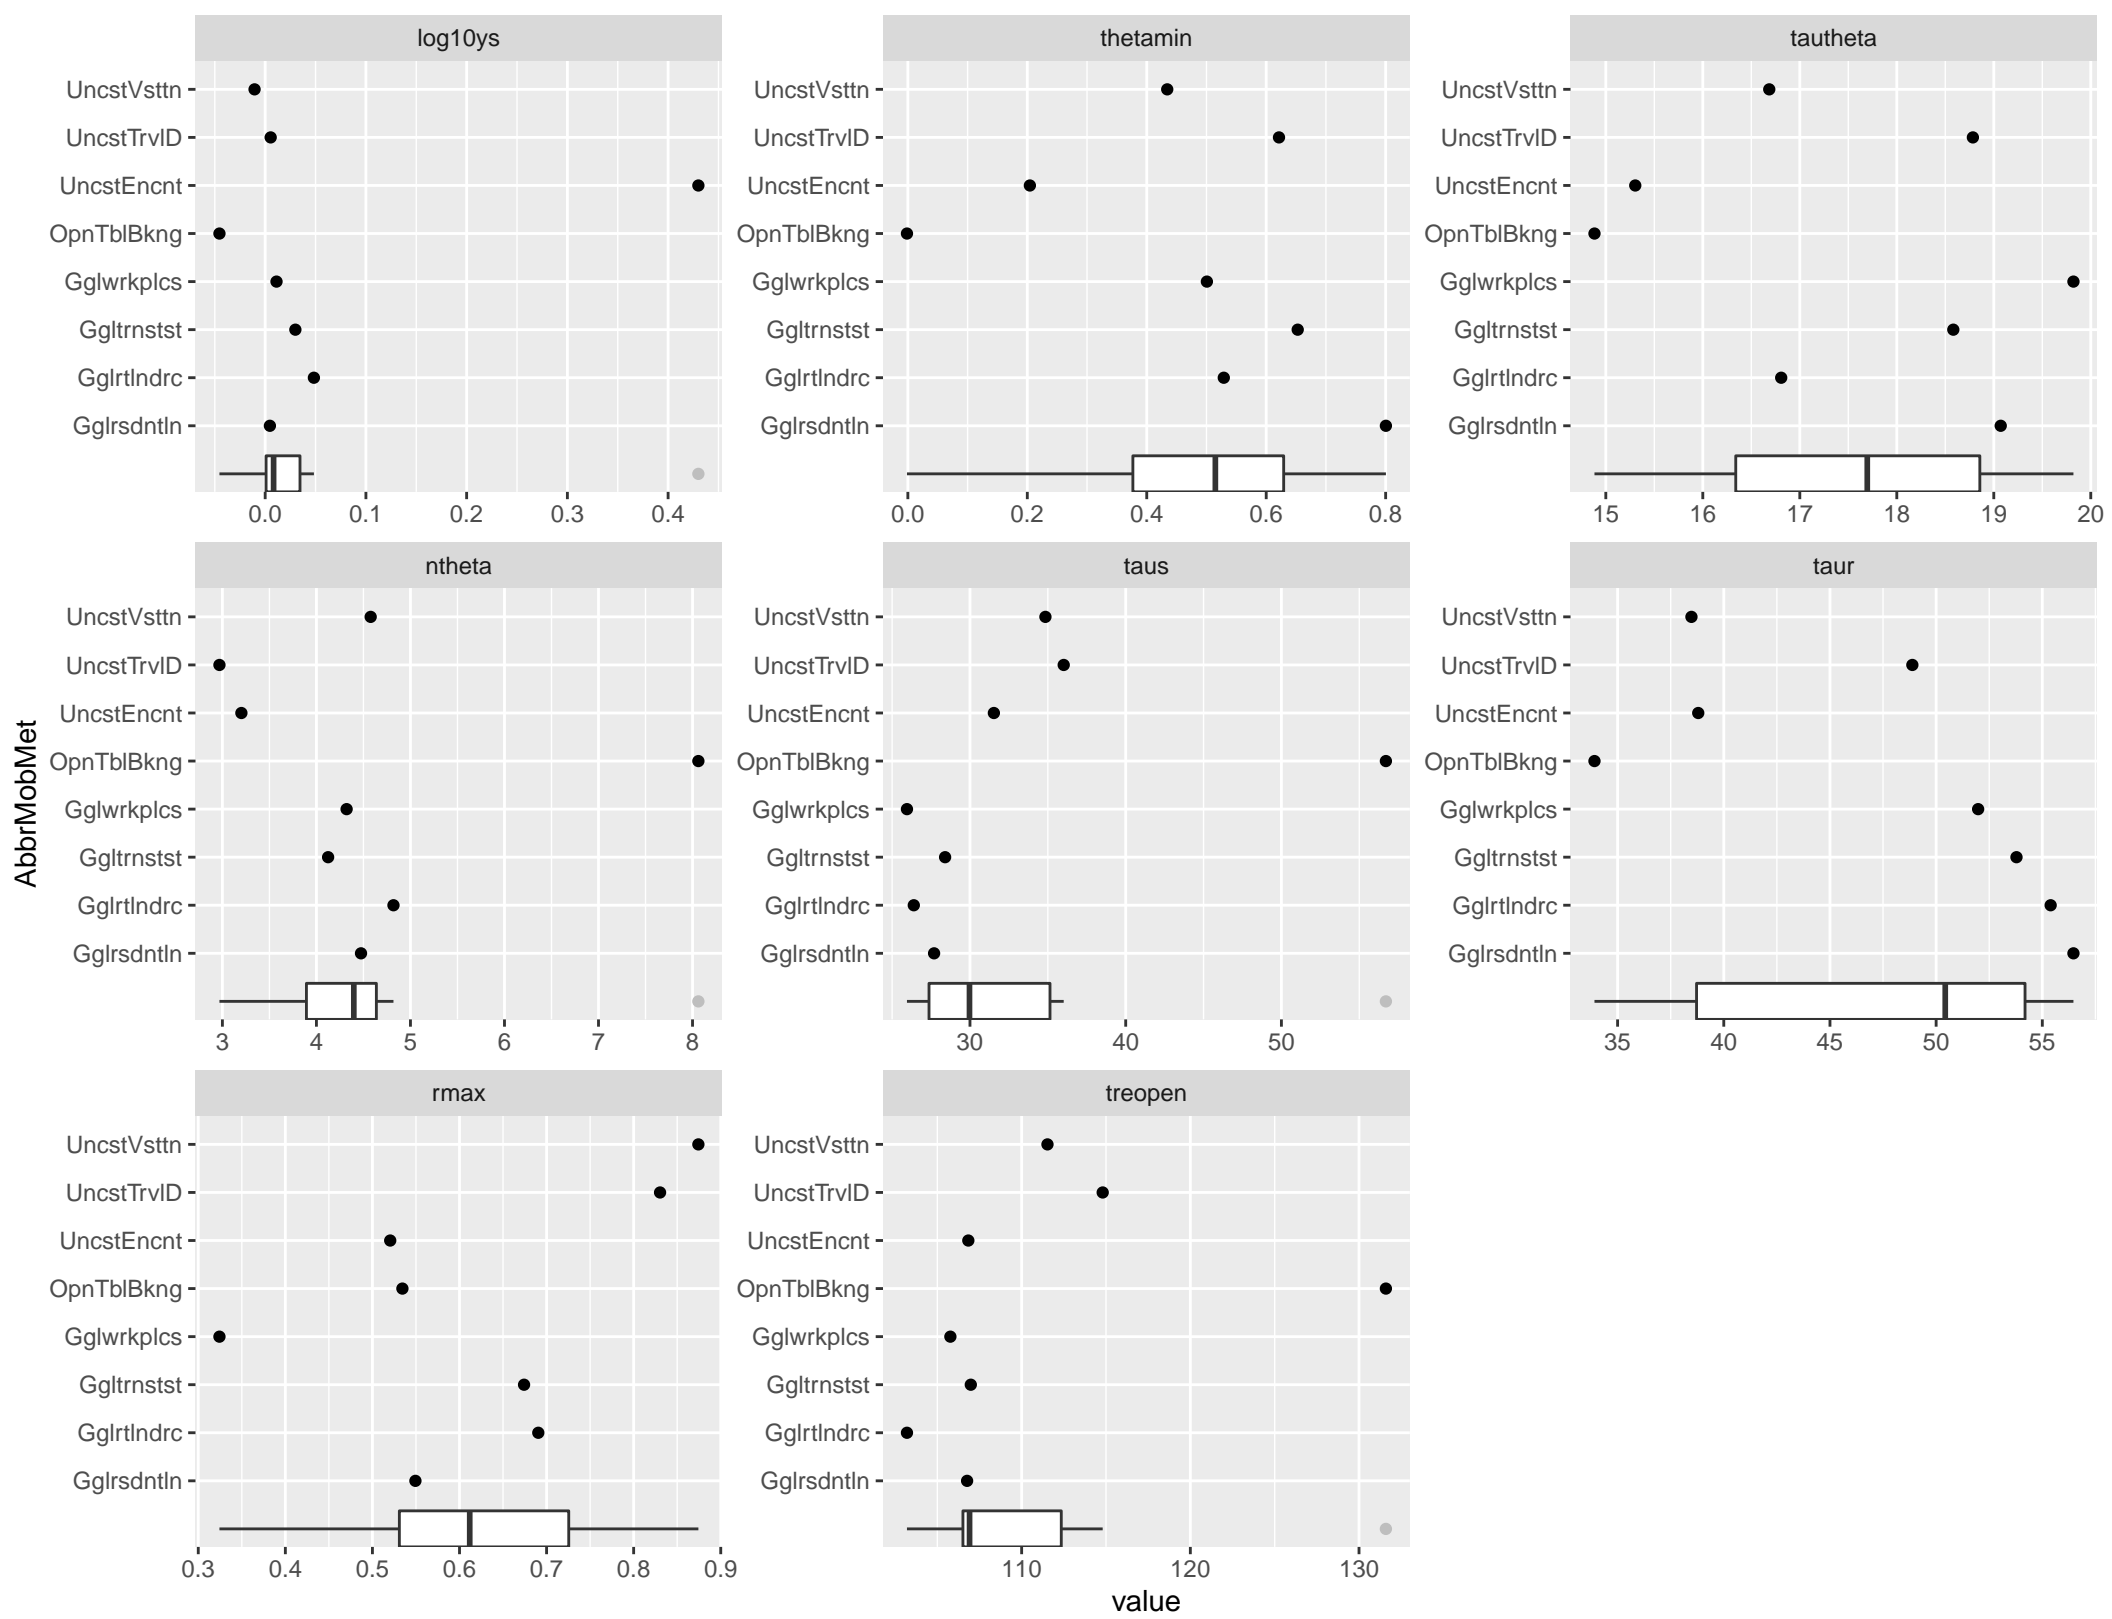 log10ys
thetamin
tautheta
UncstVsttn
UncstTrvlD
UncstEncnt
OpnTblBkng
Gglwrkplcs
Ggltrnstst
Gglrtlndrc
Gglrsdntln
0.0 0.1 0.2 0.3 0.4
UncstVsttn
UncstTrvlD
UncstEncnt
OpnTblBkng
Gglwrkplcs
Ggltrnstst
Gglrtlndrc
Gglrsdntln
0.0 0.2 0.4 0.6 0.8
UncstVsttn
UncstTrvlD
UncstEncnt
OpnTblBkng
Gglwrkplcs
Ggltrnstst
Gglrtlndrc
Gglrsdntln
15 16 17 18 19 20
AbbrMobMet
ntheta
taus
taur
UncstVsttn
UncstTrvlD
UncstEncnt
OpnTblBkng
Gglwrkplcs
Ggltrnstst
Gglrtlndrc
Gglrsdntln
3 4 5 6 7 8
UncstVsttn
UncstTrvlD
UncstEncnt
OpnTblBkng
Gglwrkplcs
Ggltrnstst
Gglrtlndrc
Gglrsdntln
30 40 50
UncstVsttn
UncstTrvlD
UncstEncnt
OpnTblBkng
Gglwrkplcs
Ggltrnstst
Gglrtlndrc
Gglrsdntln
35 40 45 50 55
rmax
treopen
UncstVsttn
UncstTrvlD
UncstEncnt
OpnTblBkng
Gglwrkplcs
Ggltrnstst
Gglrtlndrc
Gglrsdntln
0.3 0.4 0.5 0.6 0.7 0.8 0.9
UncstVsttn
UncstTrvlD
UncstEncnt
OpnTblBkng
Gglwrkplcs
Ggltrnstst
Gglrtlndrc
Gglrsdntln
110 120 130
value